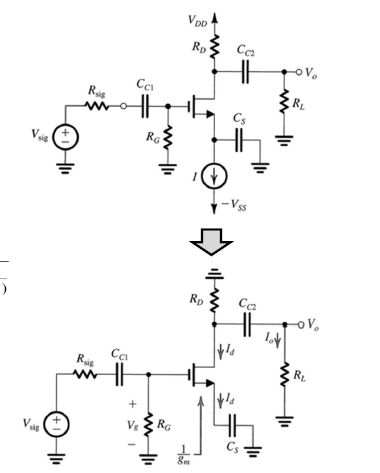 V_DD
R_D
C_C2
V_o
R_L
C_C1
R_sig
V_sig
+
−
R_G
C_S
I
−V_SS
)
R_D
C_C2
V_o
I_o
I_d
R_L
C_C1
R_sig
V_sig
+
−
+
V_g
−
R_G
I_d
C_S
1
g_m